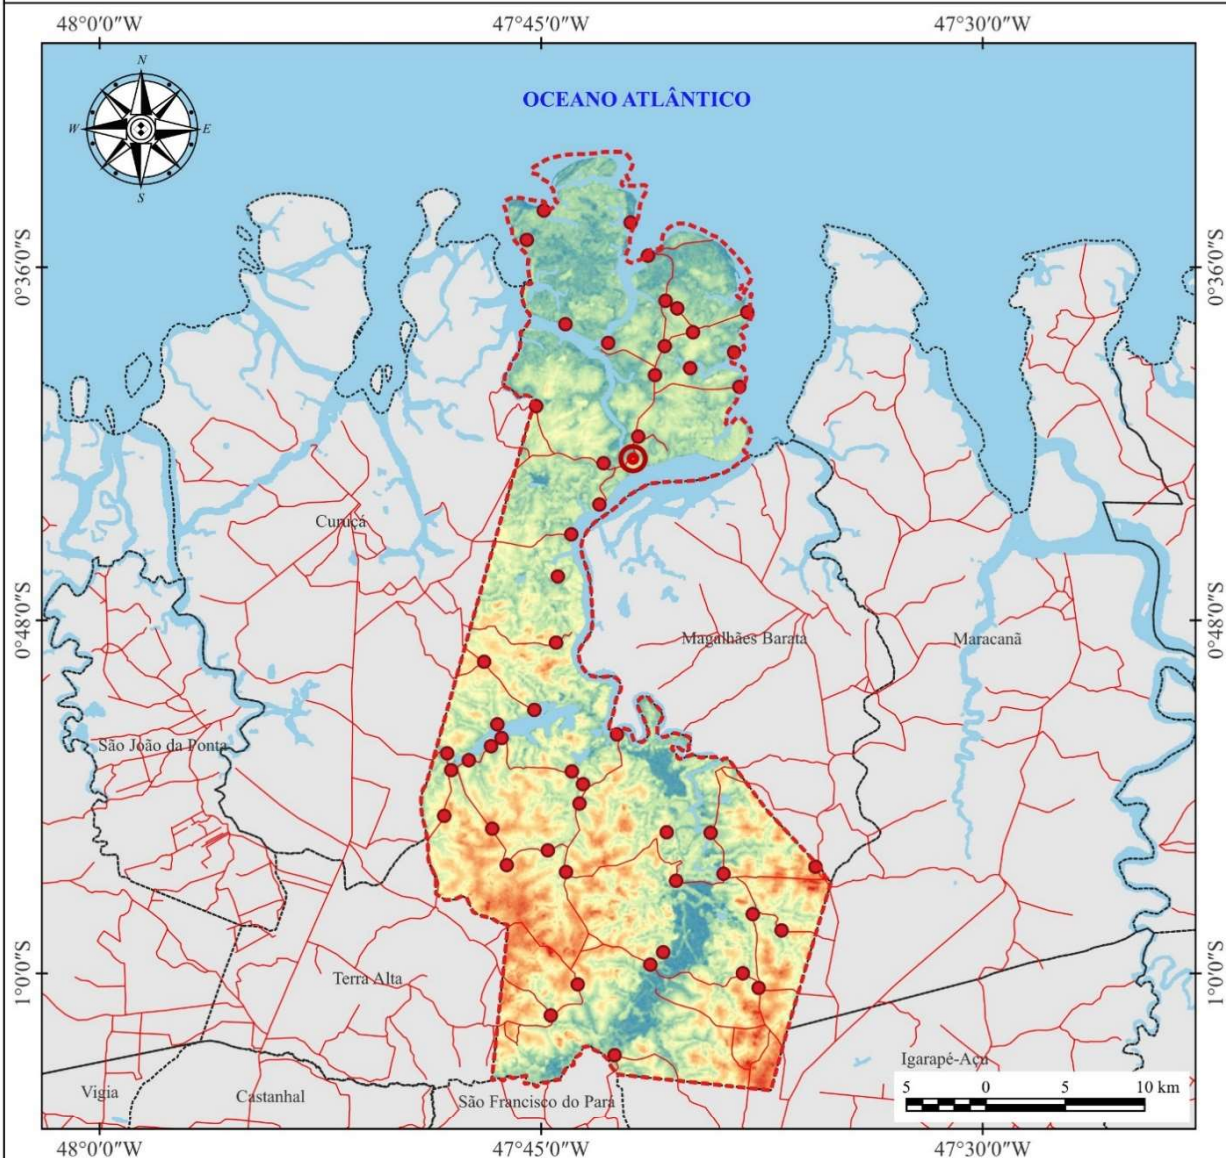 48°0'0"W 47°45'0"W 47°30'0"W
N
OCEANO ATLÂNTICO
W E
S
0°36'0"S 0°36'0"S
Curuçá
0°48'0"S 0°48'0"S
Magalhães Barata Maracanã
São João da Ponta
1°0'0"S 1°0'0"S
Terra Alta
Igarapé-Açu
Vigia Castanhal São Francisco do Pará
5 0 5 10 km
48°0'0"W 47°45'0"W 47°30'0"W